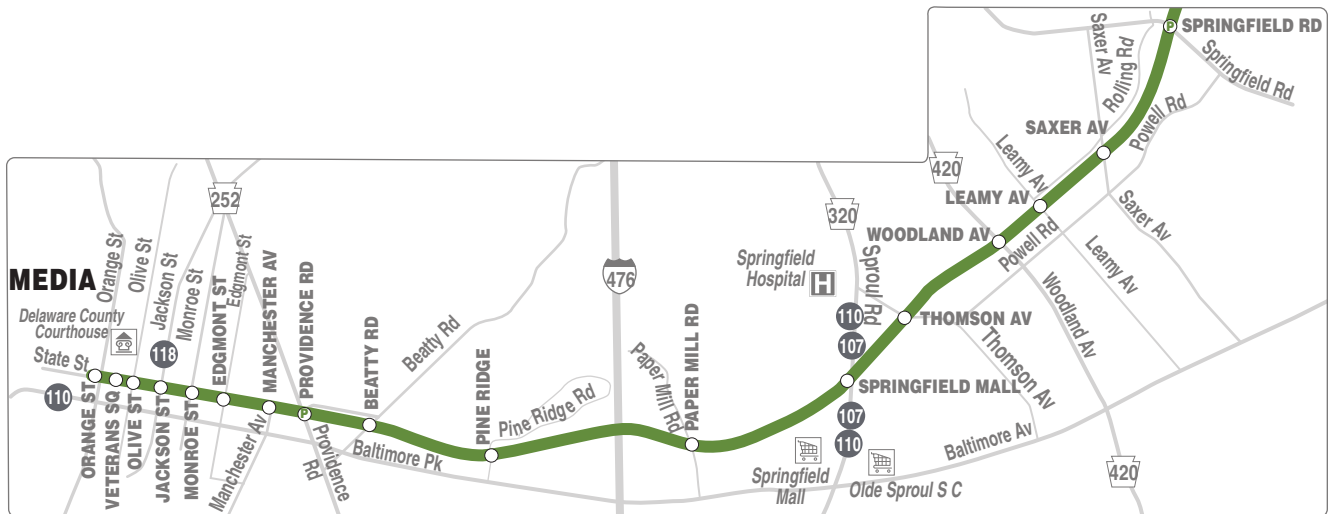 P
SPRINGFIELD RD
Saxer Av
Rolling Rd
Springfield Rd
Powell Rd
SAXER AV
420
Leamy Av
LEAMY AV
Saxer Av
252
320
WOODLAND AV
Powell Rd
Leamy Av
476
Springfield
Hospital
H
Sproul Rd
Woodland Av
MEDIA
Orange St
Olive St
Jackson St
Monroe St
Edgmont St
EDGMONT ST
MANCHESTER AV
PROVIDENCE RD
Delaware County
Courthouse
118
State St
110
P
Beatty Rd
BEATTY RD
PINE RIDGE
Pine Ridge Rd
Paper Mill Rd
PAPER MILL RD
110
107
THOMSON AV
Thomson Av
SPRINGFIELD MALL
107
110
ORANGE ST
VETERANS SQ
OLIVE ST
JACKSON ST
MONROE ST
Manchester Av
Providence
Rd
Baltimore Pk
Baltimore Av
Springfield
Mall
Olde Sproul S C
420